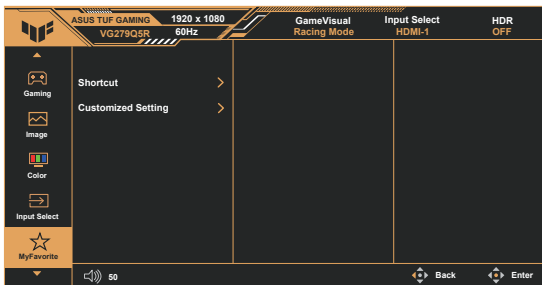 ASUS TUF GAMING 1920 x 1080 GameVisual Input Select HDR
VG279Q5R 60Hz Racing Mode HDMI-1 OFF
Gaming
Shortcut
Customized Setting
Image
Color
Input Select
MyFavorite
50 Back Enter